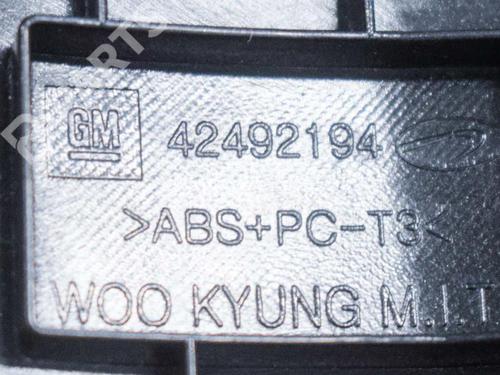 GM 42492194
>ABS+PC-T3<
WOO KYUNG M.I.T